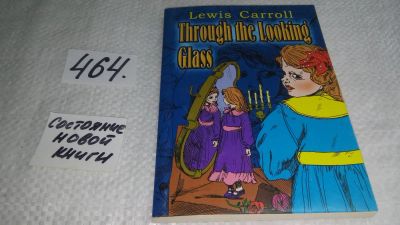 464.
Состояние
новой
книги
Lewis Carroll
Through the Looking
Glass